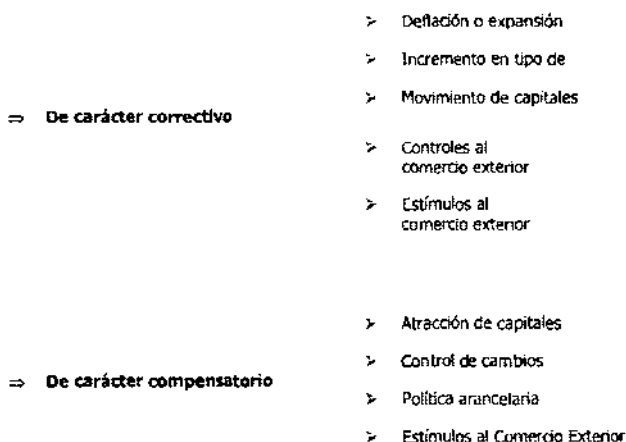 ➢ Deflación o expansión
➢ Incremento en tipo de
➢ Movimiento de capitales
⇒ De carácter correctivo
➢ Controles al
comercio exterior
➢ Estímulos al
comercio exterior
➢ Atracción de capitales
➢ Control de cambios
⇒ De carácter compensatorio
➢ Política arancelaria
➢ Estímulos al Comercio Exterior